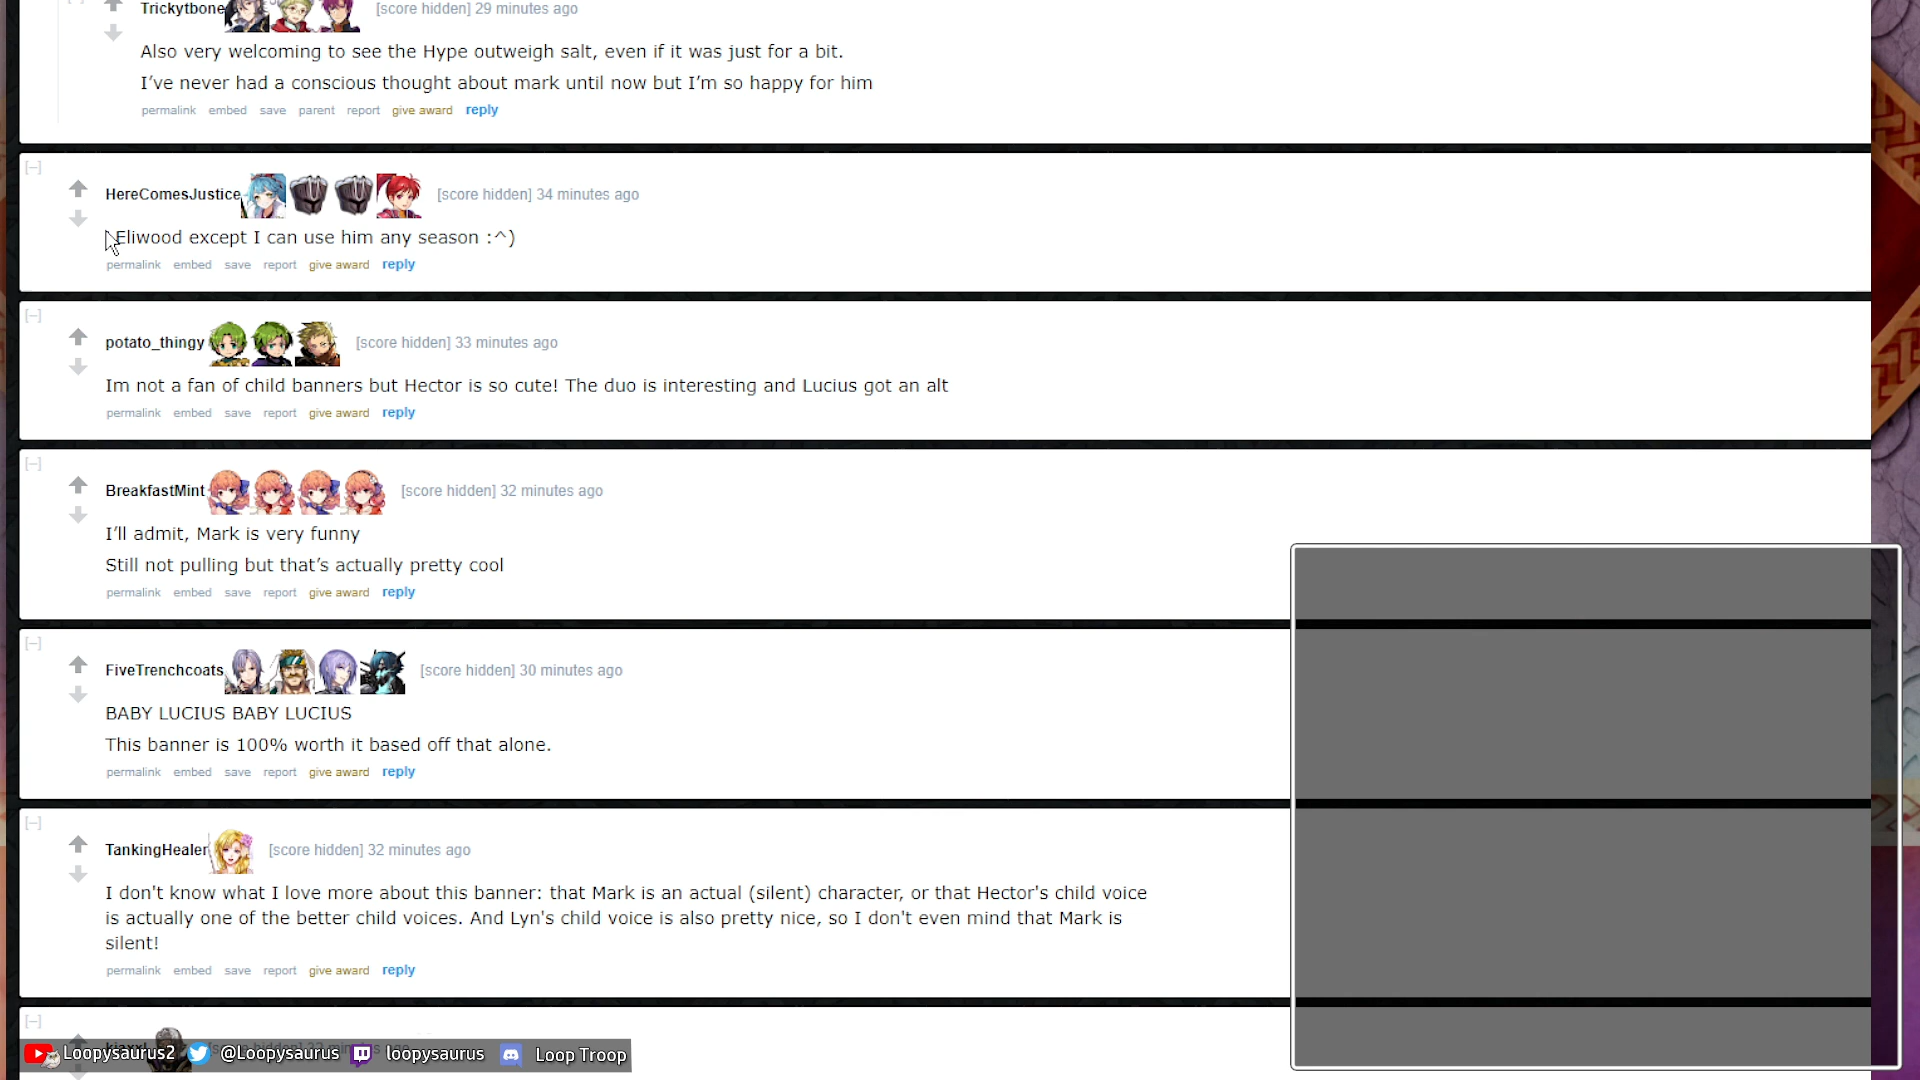 Trickytbone [score hidden] 29 minutes ago
Also very welcoming to see the Hype outweigh salt, even if it was just for a bit.
I've never had a conscious thought about mark until now but I'm so happy for him
permalink embed save parent report give award reply
[–]
HereComesJustice [score hidden] 34 minutes ago
Eliwood except I can use him any season :^)
permalink embed save report give award reply
[–]
potato_thingy [score hidden] 33 minutes ago
Im not a fan of child banners but Hector is so cute! The duo is interesting and Lucius got an alt
permalink embed save report give award reply
[–]
BreakfastMint [score hidden] 32 minutes ago
I'll admit, Mark is very funny
Still not pulling but that's actually pretty cool
permalink embed save report give award reply
[–]
FiveTrenchcoats [score hidden] 30 minutes ago
BABY LUCIUS BABY LUCIUS
This banner is 100% worth it based off that alone.
permalink embed save report give award reply
[–]
TankingHealer [score hidden] 32 minutes ago
I don't know what I love more about this banner: that Mark is an actual (silent) character, or that Hector's child voice
is actually one of the better child voices. And Lyn's child voice is also pretty nice, so I don't even mind that Mark is
silent!
permalink embed save report give award reply
[–]
Loopysaurus2 @Loopysaurus loopysaurus Loop Troop